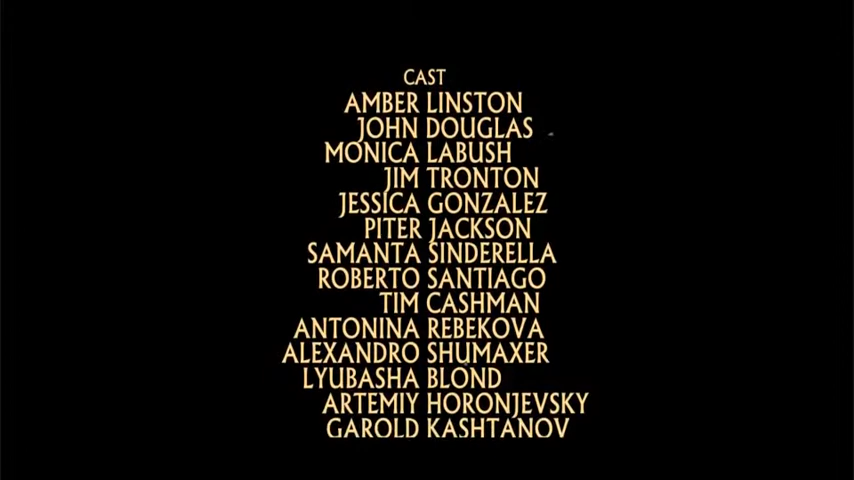 CAST
AMBER LINSTON
JOHN DOUGLAS
MONICA LABUSH
JIM TRONTON
JESSICA GONZALEZ
PITER JACKSON
SAMANTA SINDERELLA
ROBERTO SANTIAGO
TIM CASHMAN
ANTONINA REBEKOVA
ALEXANDRO SHUMAXER
LYUBASHA BLOND
ARTEMIY HORONJEVSKY
GAROLD KASHTANOV